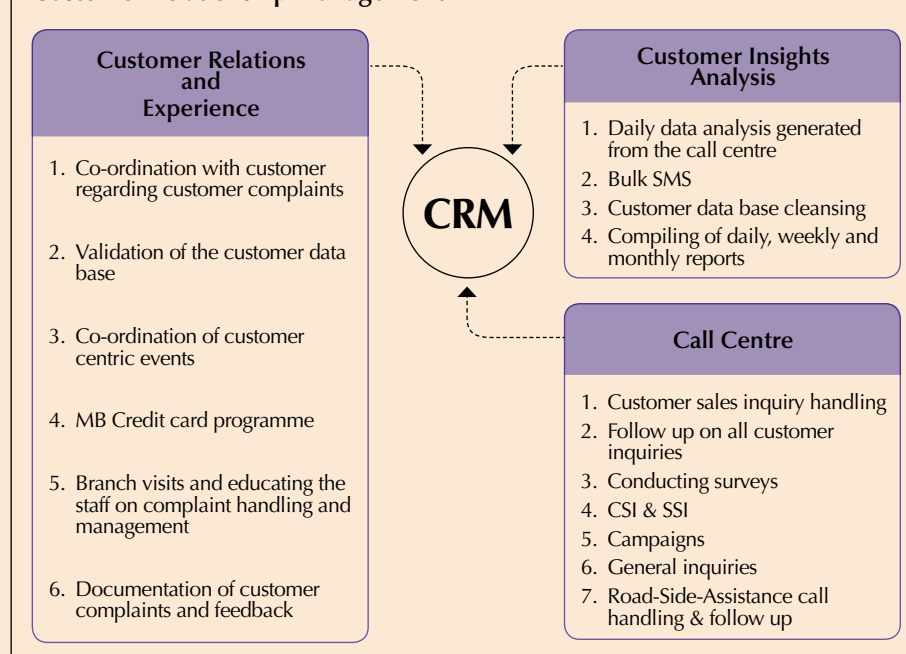 Customer Relationship Management
Customer Relations
and
Experience
1. Co-ordination with customer
regarding customer complaints
2. Validation of the customer data
base
3. Co-ordination of customer
centric events
4. MB Credit card programme
5. Branch visits and educating the
staff on complaint handling and
management
6. Documentation of customer
complaints and feedback
CRM
Customer Insights
Analysis
1. Daily data analysis generated
from the call centre
2. Bulk SMS
3. Customer data base cleansing
4. Compiling of daily, weekly and
monthly reports
Call Centre
1. Customer sales inquiry handling
2. Follow up on all customer
inquiries
3. Conducting surveys
4. CSI & SSI
5. Campaigns
6. General inquiries
7. Road-Side-Assistance call
handling & follow up